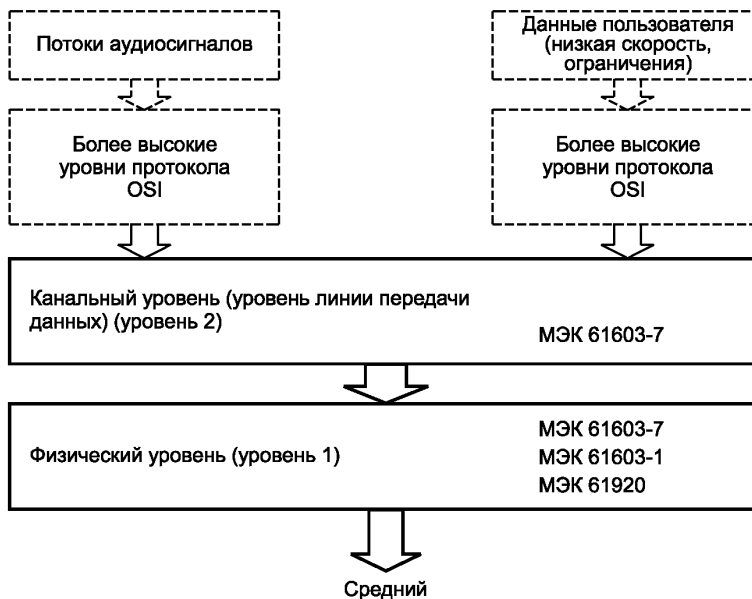 Потоки аудиосигналов
Данные пользователя
(низкая скорость,
ограничения)
Более высокие
уровни протокола
OSI
Более высокие
уровни протокола
OSI
Канальный уровень (уровень линии передачи
данных) (уровень 2)
МЭК 61603-7
Физический уровень (уровень 1)
МЭК 61603-7
МЭК 61603-1
МЭК 61920
Средний